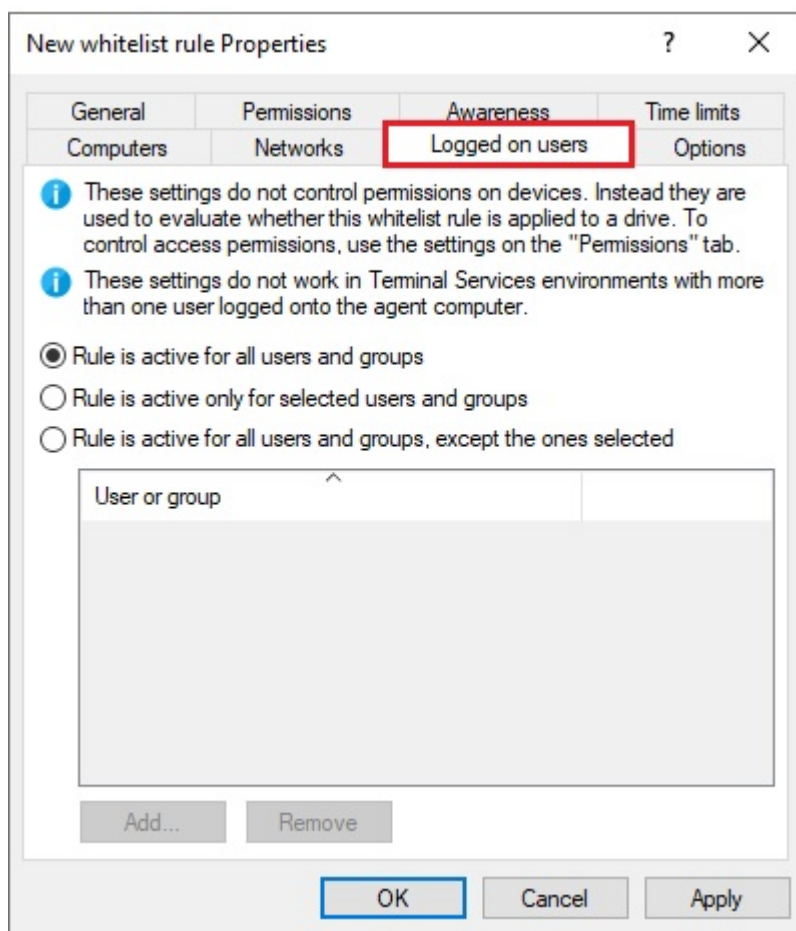 New whitelist rule Properties
?
General Permissions Awareness Time limits
Computers Networks Logged on users Options
These settings do not control permissions on devices. Instead they are
used to evaluate whether this whitelist rule is applied to a drive. To
control access permissions, use the settings on the "Permissions" tab.
These settings do not work in Terminal Services environments with more
than one user logged onto the agent computer.
Rule is active for all users and groups
Rule is active only for selected users and groups
Rule is active for all users and groups, except the ones selected
User or group
Add... Remove
OK Cancel Apply